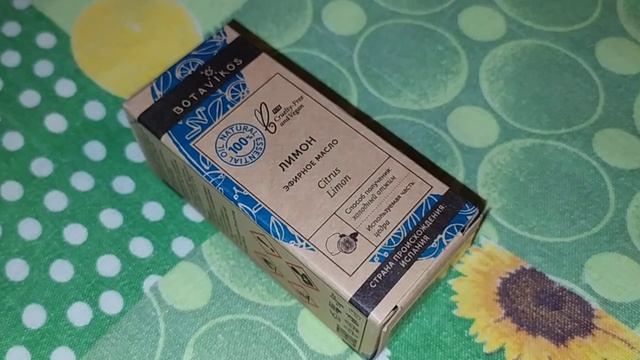 BOTAVIKOS
100%
NATURAL ESSENTIAL OIL
Cruelty Free
and Vegan
ЛИМОН
ЭФИРНОЕ МАСЛО
Citrus
Limon
Способ получения
холодный отжим
Используемая часть
цедра
СТРАНА ПРОИСХОЖДЕНИЯ
ИСПАНИЯ